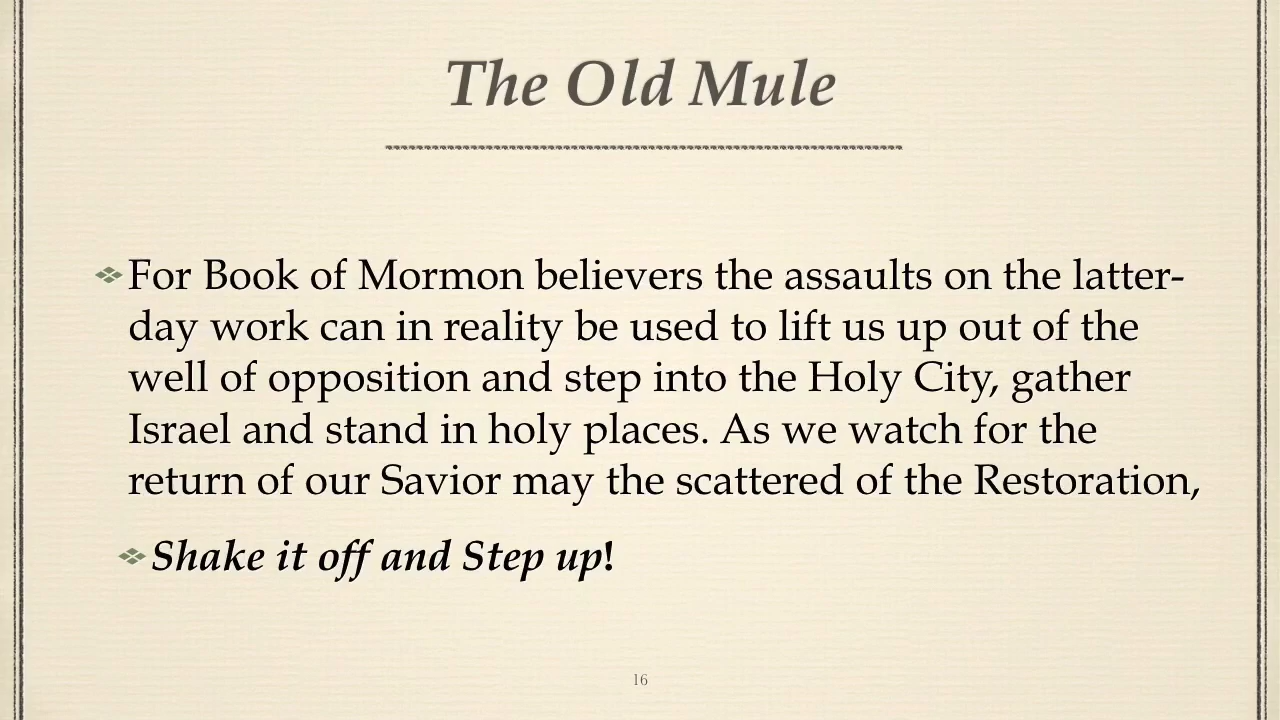 The Old Mule
For Book of Mormon believers the assaults on the latter-
day work can in reality be used to lift us up out of the
well of opposition and step into the Holy City, gather
Israel and stand in holy places. As we watch for the
return of our Savior may the scattered of the Restoration,
Shake it off and Step up!
16